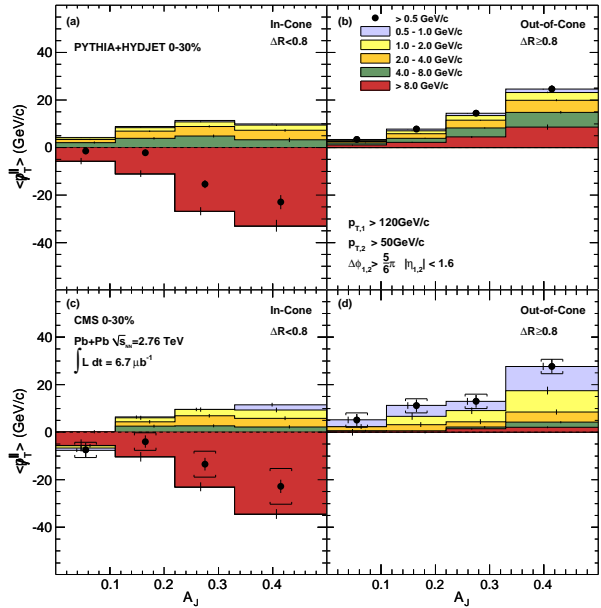 (a) In-Cone
PYTHIA+HYDJET 0-30% ΔR<0.8
(b) Out-of-Cone
ΔR≥0.8
> 0.5 GeV/c
0.5 - 1.0 GeV/c
1.0 - 2.0 GeV/c
2.0 - 4.0 GeV/c
4.0 - 8.0 GeV/c
> 8.0 GeV/c
40
20
0
-20
-40
<p̸_T^∥> (GeV/c)
p_T,1 > 120GeV/c
p_T,2 > 50GeV/c
Δϕ_1,2 > 5/6 π |η_1,2| < 1.6
(c) In-Cone
CMS 0-30% ΔR<0.8
Pb+Pb √s_NN=2.76 TeV
∫ L dt = 6.7 μb⁻¹
(d) Out-of-Cone
ΔR≥0.8
40
20
0
-20
-40
<p̸_T^∥> (GeV/c)
0.1 0.2 0.3 0.4 0.1 0.2 0.3 0.4 0.5
A_J A_J